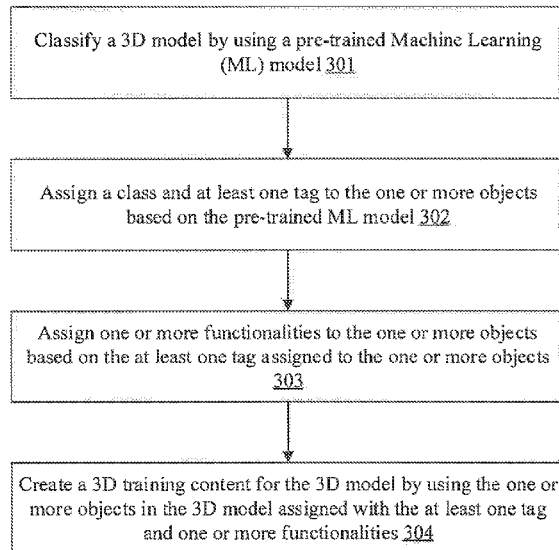 Classify a 3D model by using a pre-trained Machine Learning
(ML) model 301
Assign a class and at least one tag to the one or more objects
based on the pre-trained ML model 302
Assign one or more functionalities to the one or more objects
based on the at least one tag assigned to the one or more objects
303
Create a 3D training content for the 3D model by using the one or
more objects in the 3D model assigned with the at least one tag
and one or more functionalities 304